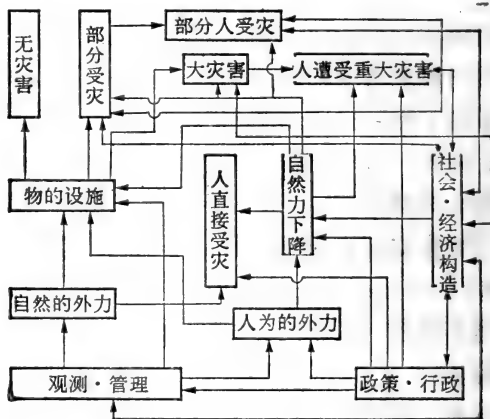 部分人受灾
无灾害
部分受灾
大灾害
人遭受重大灾害
物的设施
人直接受灾
自然力下降
社会·经济构造
自然的外力
人为的外力
观测·管理
政策·行政